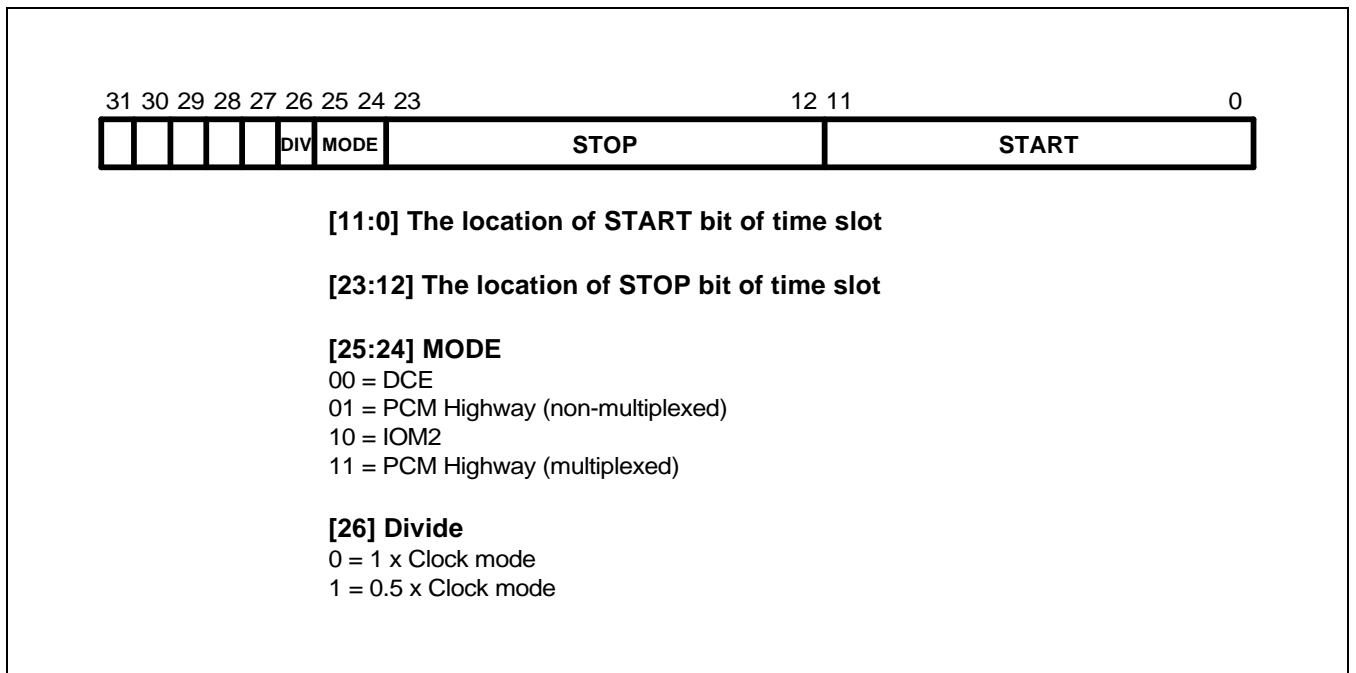 31 30 29 28 27 26 25 24 23 12 11 0
DIV MODE STOP START
[11:0] The location of START bit of time slot
[23:12] The location of STOP bit of time slot
[25:24] MODE
00 = DCE
01 = PCM Highway (non-multiplexed)
10 = IOM2
11 = PCM Highway (multiplexed)
[26] Divide
0 = 1 x Clock mode
1 = 0.5 x Clock mode